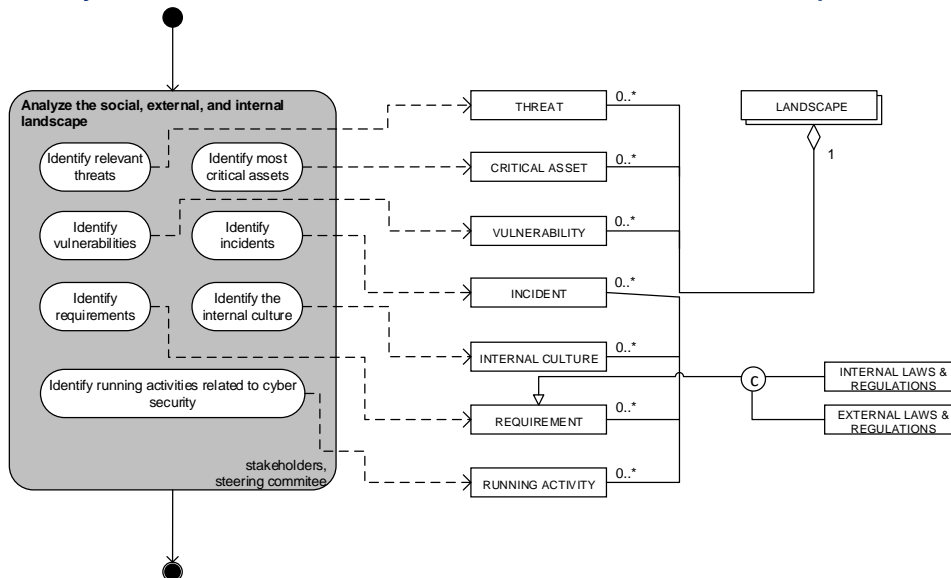 Analyze the social, external, and internal
landscape
Identify relevant
threats
Identify most
critical assets
Identify
vulnerabilities
Identify
incidents
Identify
requirements
Identify the
internal culture
Identify running activities related to cyber
security
stakeholders,
steering commitee
THREAT
0..*
CRITICAL ASSET
0..*
VULNERABILITY
0..*
INCIDENT
0..*
INTERNAL CULTURE
0..*
REQUIREMENT
0..*
RUNNING ACTIVITY
0..*
LANDSCAPE
1
C
INTERNAL LAWS &
REGULATIONS
EXTERNAL LAWS &
REGULATIONS